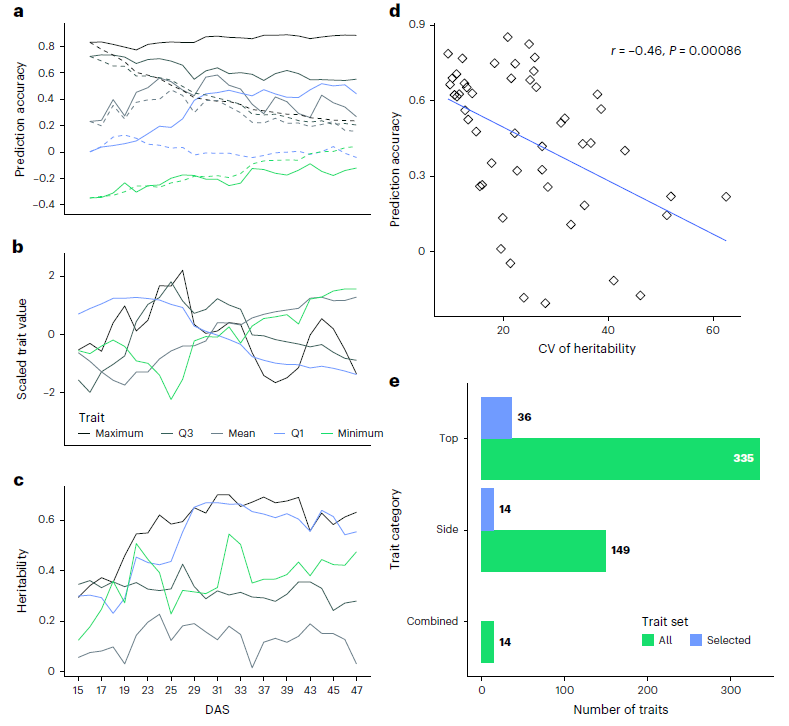 a
Prediction accuracy
0.8
0.6
0.4
0.2
0
–0.2
–0.4
b
Scaled trait value
2
0
–2
Trait
Maximum Q3 Mean Q1 Minimum
c
Heritability
0.6
0.4
0.2
0
15 17 19 23 25 29 31 33 35 37 39 43 45 47
DAS
d
Prediction accuracy
0.9
0.6
0.3
0
r = –0.46, P = 0.00086
20 40 60
CV of heritability
e
Trait category
Top
36
335
Side
14
149
Combined
14
Trait set
All Selected
0 100 200 300
Number of traits